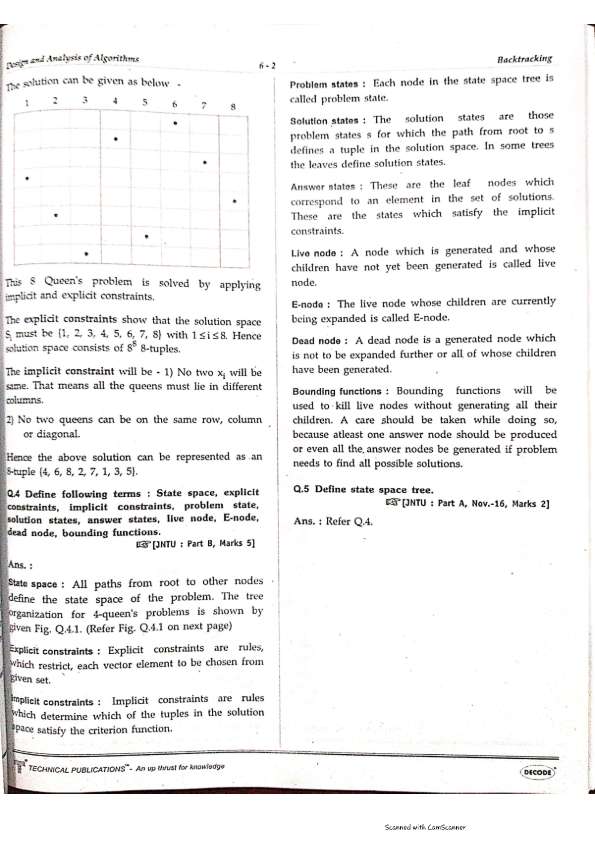 Design and Analysis of Algorithms
6 - 2
Backtracking
The solution can be given as below -
1 2 3 4 5 6 7 8
This 8 Queen's problem is solved by applying
implicit and explicit constraints.
The explicit constraints show that the solution space
Si must be {1, 2, 3, 4, 5, 6, 7, 8} with 1 ≤ i ≤ 8. Hence
solution space consists of 8^8 8-tuples.
The implicit constraint will be - 1) No two xi will be
same. That means all the queens must lie in different
columns.
2) No two queens can be on the same row, column
or diagonal.
Hence the above solution can be represented as an
8-tuple {4, 6, 8, 2, 7, 1, 3, 5}.
Q.4 Define following terms : State space, explicit
constraints, implicit constraints, problem state,
solution states, answer states, live node, E-node,
dead node, bounding functions.
☞[JNTU : Part B, Marks 5]
Ans. :
State space : All paths from root to other nodes
define the state space of the problem. The tree
organization for 4-queen's problems is shown by
given Fig. Q.4.1. (Refer Fig. Q.4.1 on next page)
Explicit constraints : Explicit constraints are rules,
which restrict, each vector element to be chosen from
given set.
Implicit constraints : Implicit constraints are rules
which determine which of the tuples in the solution
space satisfy the criterion function.
Problem states : Each node in the state space tree is
called problem state.
Solution states : The solution states are those
problem states s for which the path from root to s
defines a tuple in the solution space. In some trees
the leaves define solution states.
Answer states : These are the leaf nodes which
correspond to an element in the set of solutions.
These are the states which satisfy the implicit
constraints.
Live node : A node which is generated and whose
children have not yet been generated is called live
node.
E-node : The live node whose children are currently
being expanded is called E-node.
Dead node : A dead node is a generated node which
is not to be expanded further or all of whose children
have been generated.
Bounding functions : Bounding functions will be
used to kill live nodes without generating all their
children. A care should be taken while doing so,
because atleast one answer node should be produced
or even all the answer nodes be generated if problem
needs to find all possible solutions.
Q.5 Define state space tree.
☞[JNTU : Part A, Nov.-16, Marks 2]
Ans. : Refer Q.4.
TECHNICAL PUBLICATIONS™- An up thrust for knowledge
DECODE®
Scanned with CamScanner